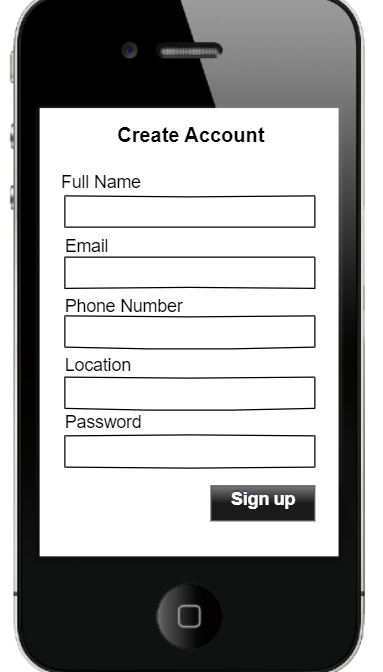 Create Account
Full Name
Email
Phone Number
Location
Password
Sign up